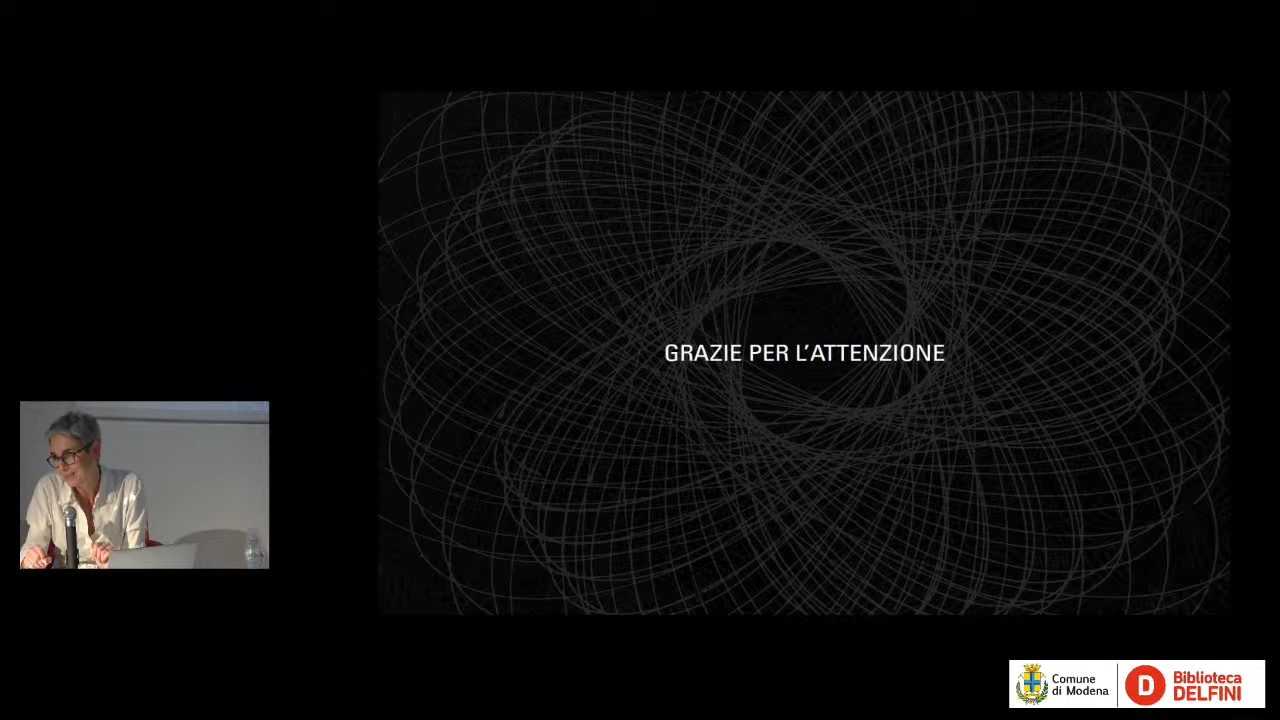 GRAZIE PER L'ATTENZIONE
Comune
di Modena
D
Biblioteca
DELFINI